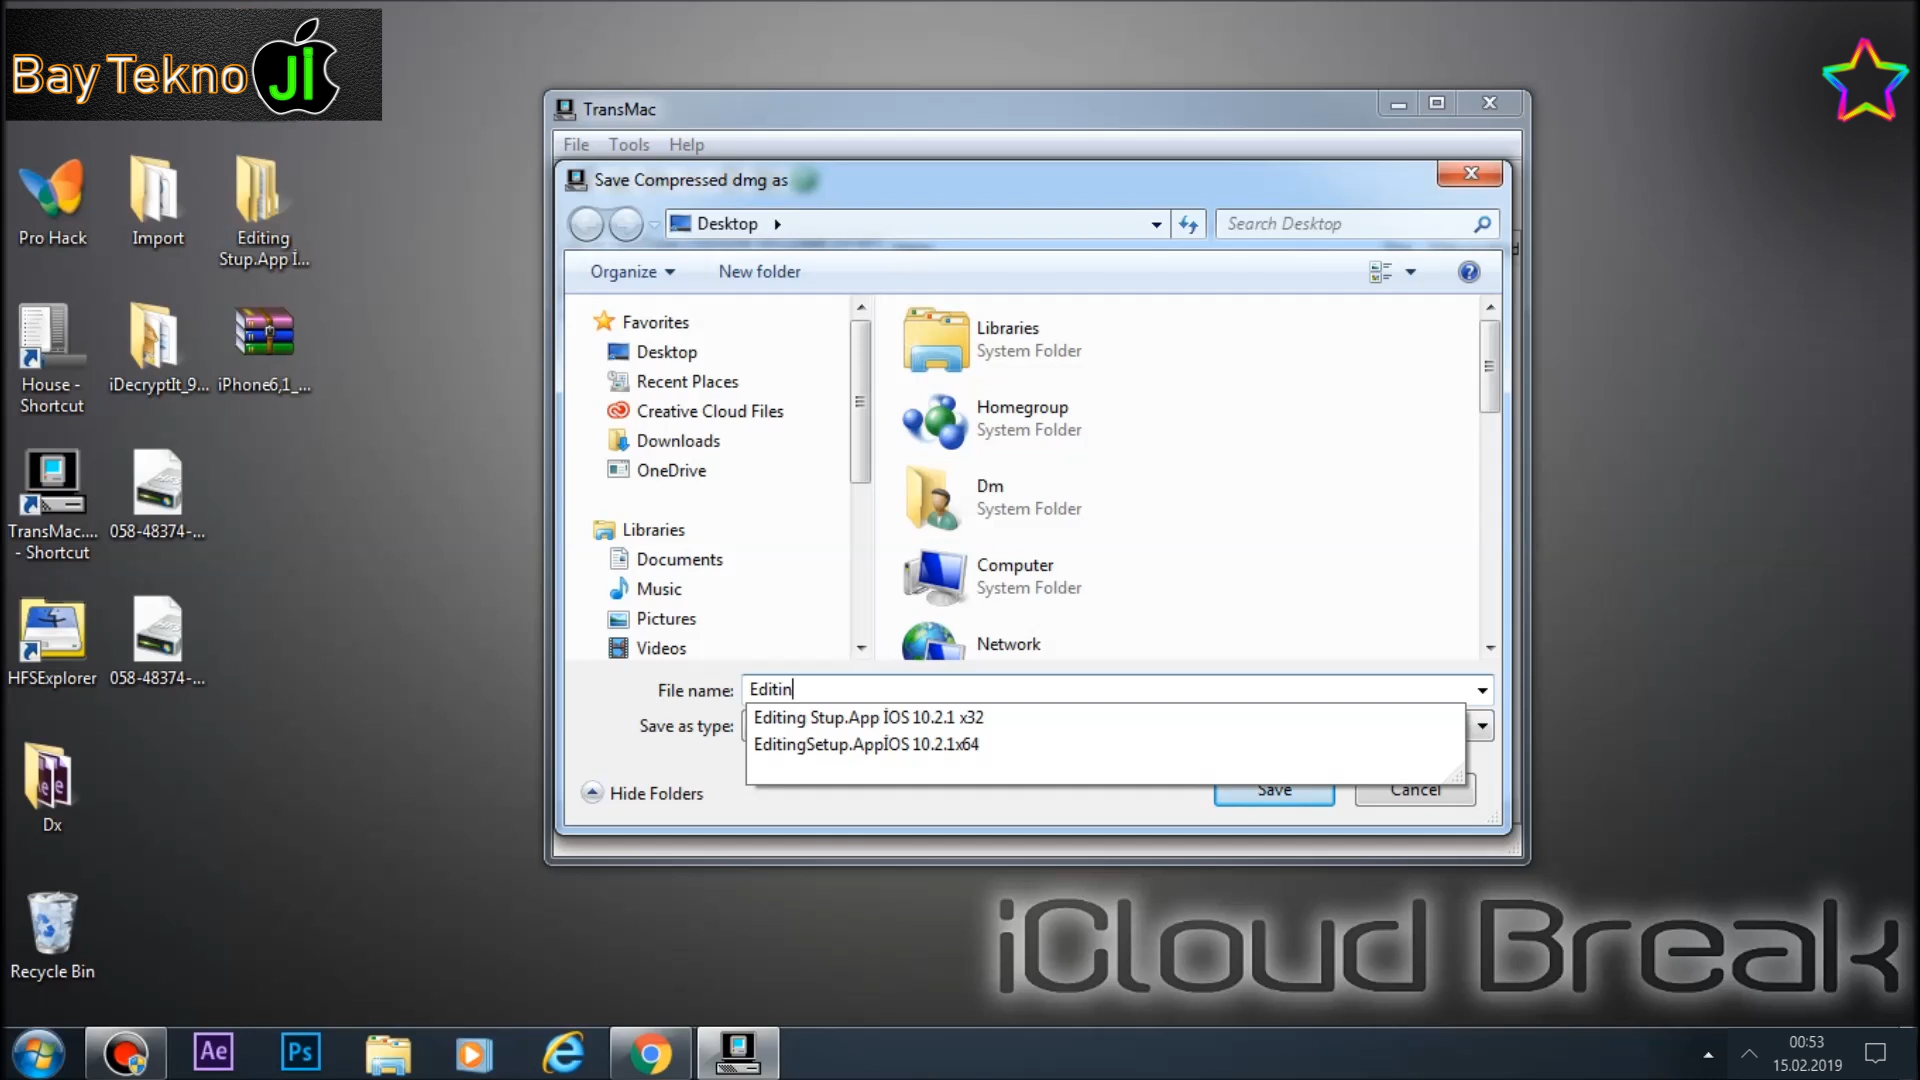 Bay Tekno Jİ
Pro Hack
Import
Editing
Stup.App İ...
House -
Shortcut
iDecryptIt_9...
iPhone6,1_...
TransMac....
- Shortcut
058-48374-...
HFSExplorer
058-48374-...
Dx
Recycle Bin
TransMac
File Tools Help
Save Compressed dmg as
Desktop
Search Desktop
Organize
New folder
Favorites
Desktop
Recent Places
Creative Cloud Files
Downloads
OneDrive
Libraries
Documents
Music
Pictures
Videos
Libraries
System Folder
Homegroup
System Folder
Dm
System Folder
Computer
System Folder
Network
File name: Editin
Save as type:
Editing Stup.App İOS 10.2.1 x32
EditingSetup.AppİOS 10.2.1x64
Hide Folders
Save
Cancel
iCloud Break
Ae
Ps
00:53
15.02.2019